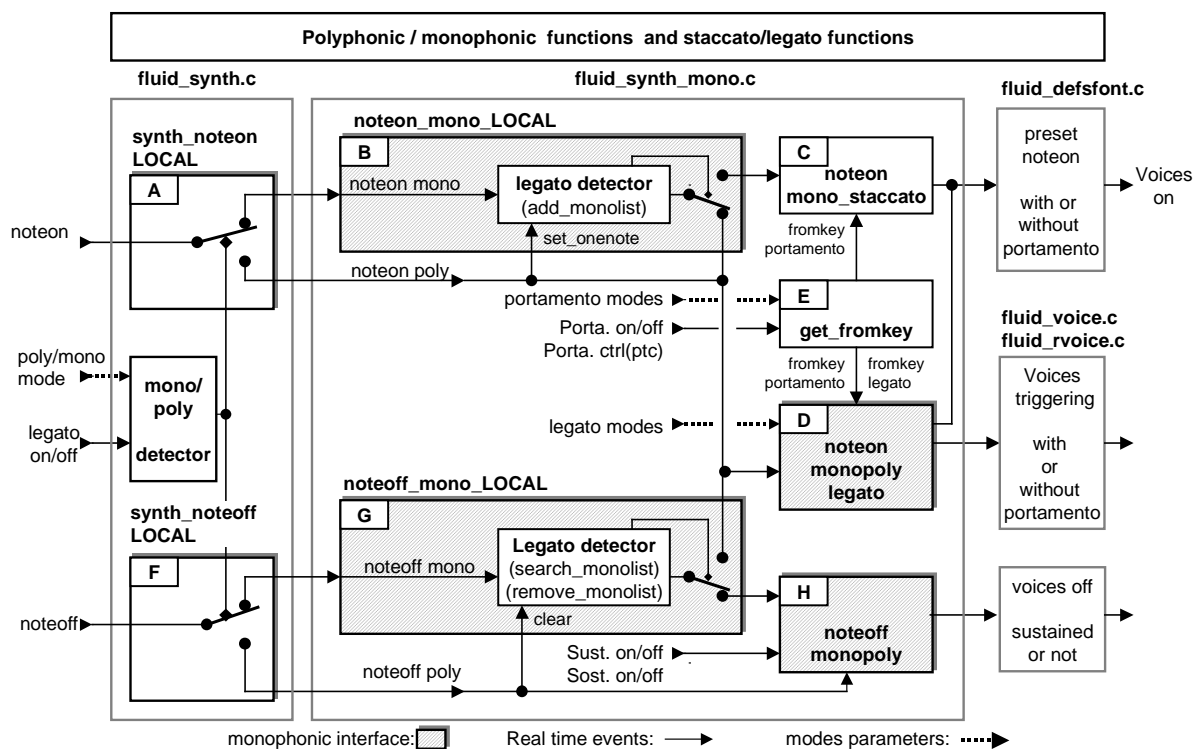 Polyphonic / monophonic functions and staccato/legato functions
fluid_synth.c
fluid_synth_mono.c
fluid_defsfont.c
synth_noteon
LOCAL
A
noteon
noteon_mono_LOCAL
B
noteon mono
legato detector
(add_monolist)
set_onenote
noteon poly
C
noteon
mono_staccato
fromkey
portamento
preset
noteon
with or
without
portamento
Voices
on
portamento modes
Porta. on/off
Porta. ctrl(ptc)
E
get_fromkey
fromkey
portamento
fromkey
legato
fluid_voice.c
fluid_rvoice.c
poly/mono
mode
legato
on/off
mono/
poly
detector
legato modes
D
noteon
monopoly
legato
Voices
triggering
with
or
without
portamento
synth_noteoff
LOCAL
F
noteoff
noteoff_mono_LOCAL
G
noteoff mono
Legato detector
(search_monolist)
(remove_monolist)
clear
noteoff poly
Sust. on/off
Sost. on/off
H
noteoff
monopoly
voices off
sustained
or not
monophonic interface:
Real time events:
modes parameters: